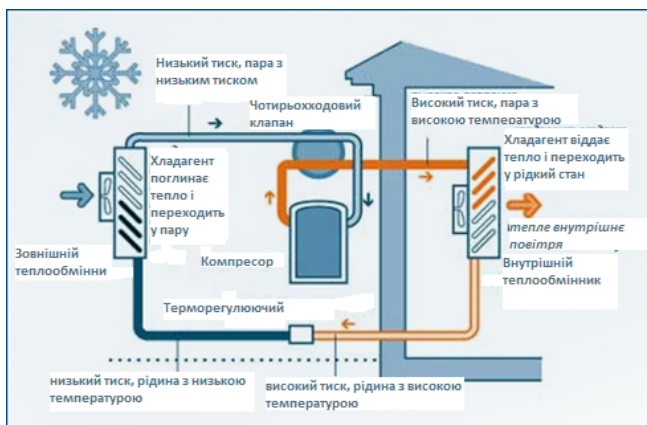 Низький тиск, пара з
низьким тиском
Чотирьохходовий
клапан
Високий тиск, пара з
високою температурою
Хладагент
поглинає
тепло і
переходить
у пару
Хладагент віддає
тепло і переходить
у рідкий стан
тепле внутрішнє
повітря
Зовнішній
теплообмінни
Компресор
Внутрішній
теплообмінник
Терморегулюючий
низький тиск, рідина з низькою
температурою
високий тиск, рідина з високою
температурою